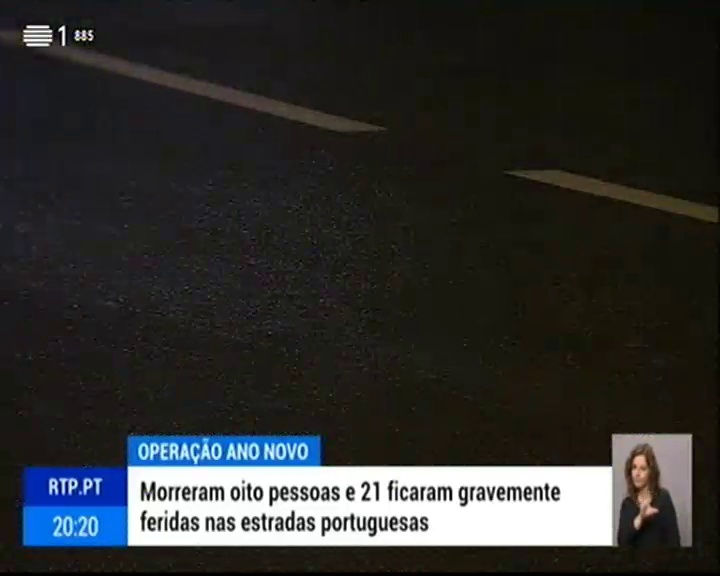 1 885
OPERAÇÃO ANO NOVO
RTP.PT
Morreram oito pessoas e 21 ficaram gravemente
20:20
feridas nas estradas portuguesas